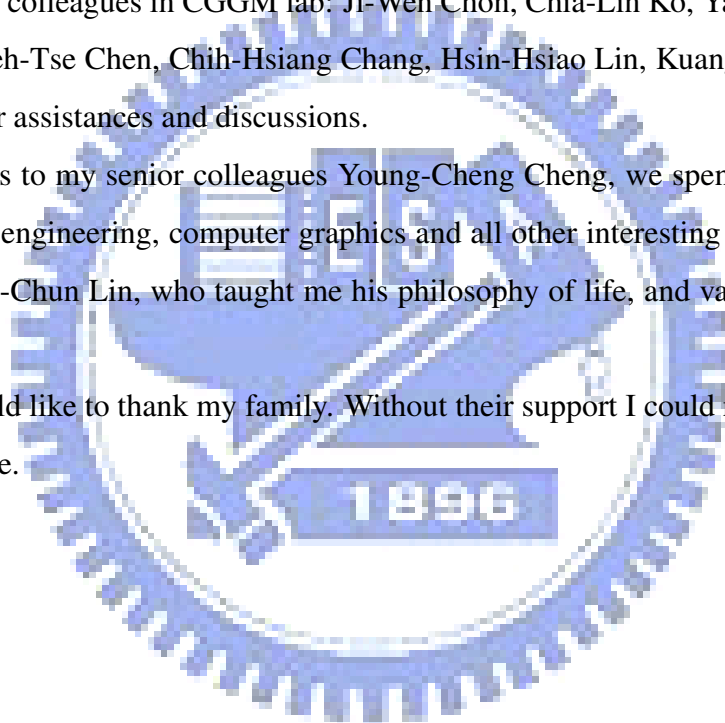 colleagues in CGGM lab: Ji-Wen Chon, Chia-Lin Ko,
eh-Tse Chen, Chih-Hsiang Chang, Hsin-Hsiao Lin, Kuang
r assistances and discussions.
s to my senior colleagues Young-Cheng Cheng, we spen
engineering, computer graphics and all other interesting
-Chun Lin, who taught me his philosophy of life, and va
ld like to thank my family. Without their support I could
e.
E S
1896